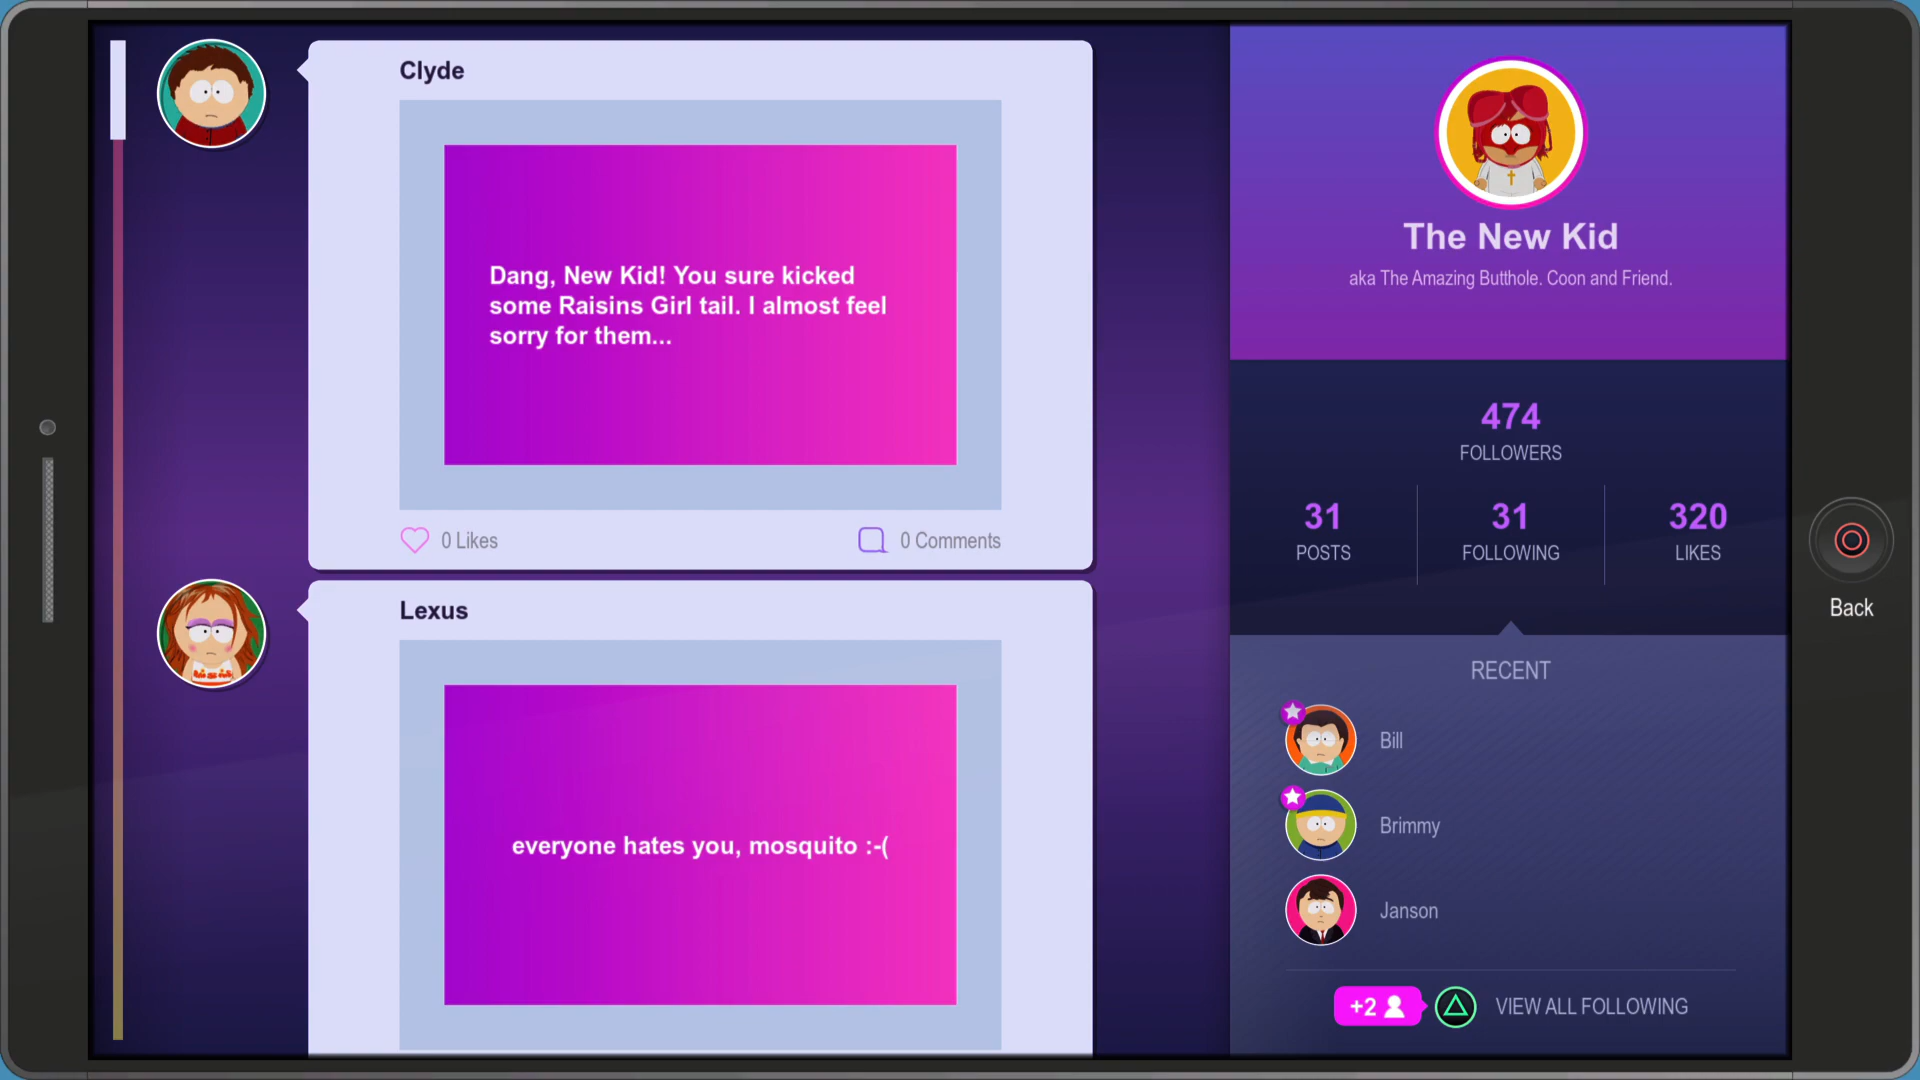 Clyde
Dang, New Kid! You sure kicked
some Raisins Girl tail. I almost feel
sorry for them...
0 Likes
0 Comments
Lexus
everyone hates you, mosquito :-(
The New Kid
aka The Amazing Butthole. Coon and Friend.
474
FOLLOWERS
31
POSTS
31
FOLLOWING
320
LIKES
RECENT
Bill
Brimmy
Janson
+2
VIEW ALL FOLLOWING
Back